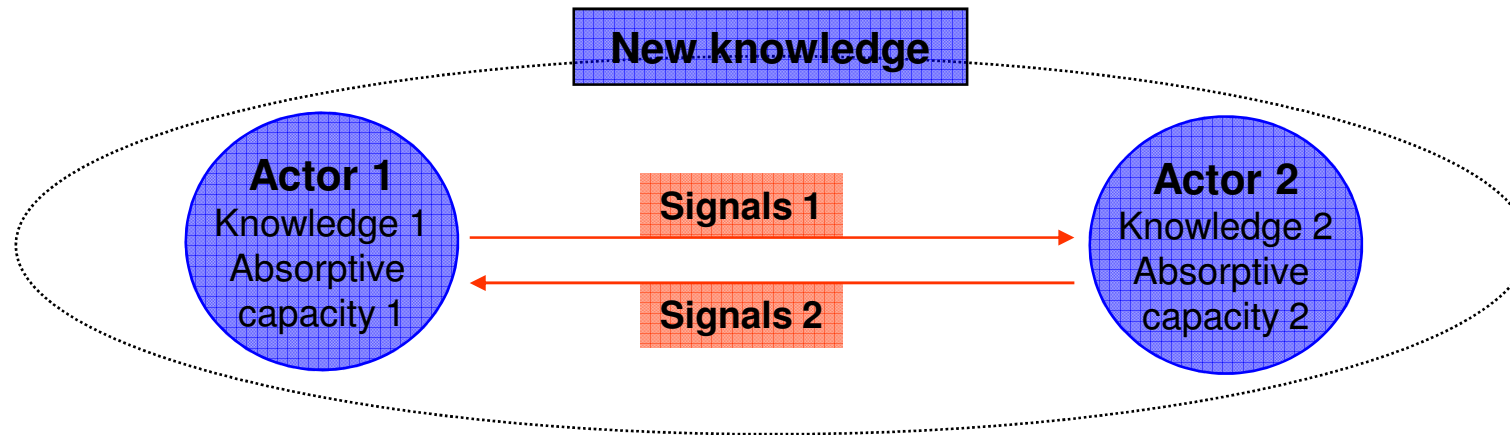 New knowledge
Actor 1
Knowledge 1
Absorptive
capacity 1
Signals 1
Signals 2
Actor 2
Knowledge 2
Absorptive
capacity 2